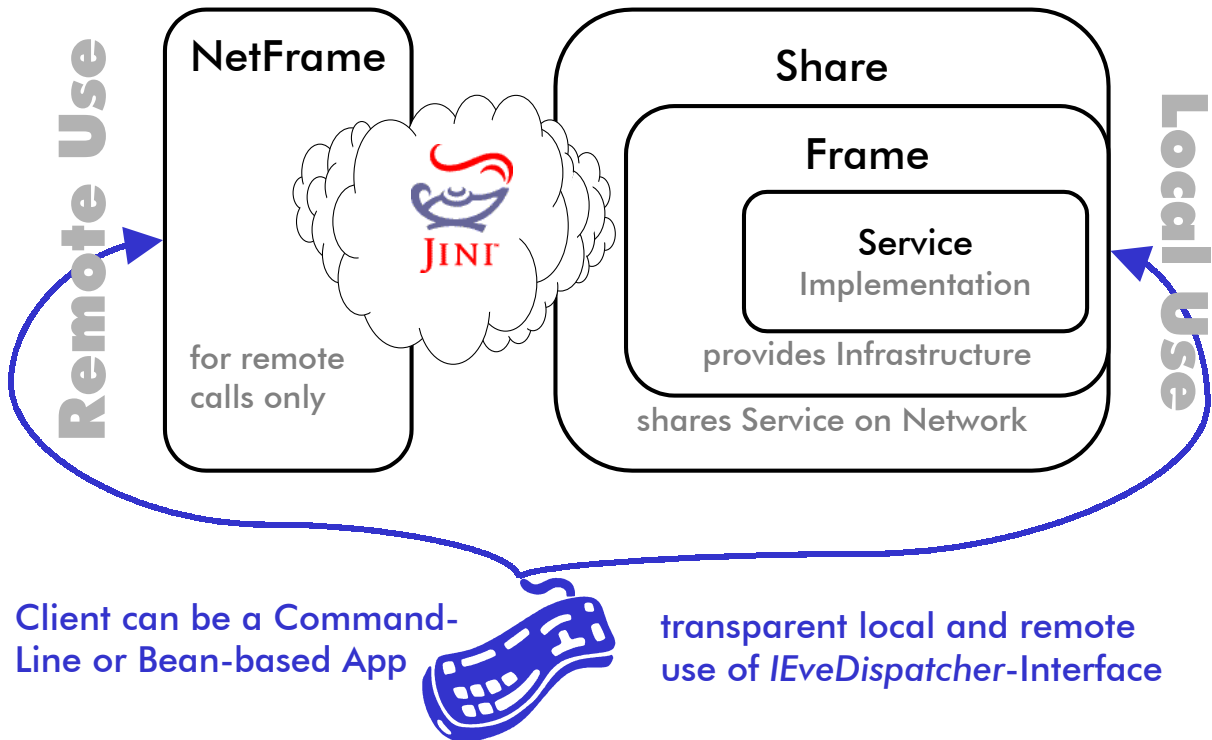 Remote Use
NetFrame
for remote
calls only
JINI™
Share
Frame
Service
Implementation
provides Infrastructure
shares Service on Network
Local Use
Client can be a Command-
Line or Bean-based App
transparent local and remote
use of IEveDispatcher-Interface